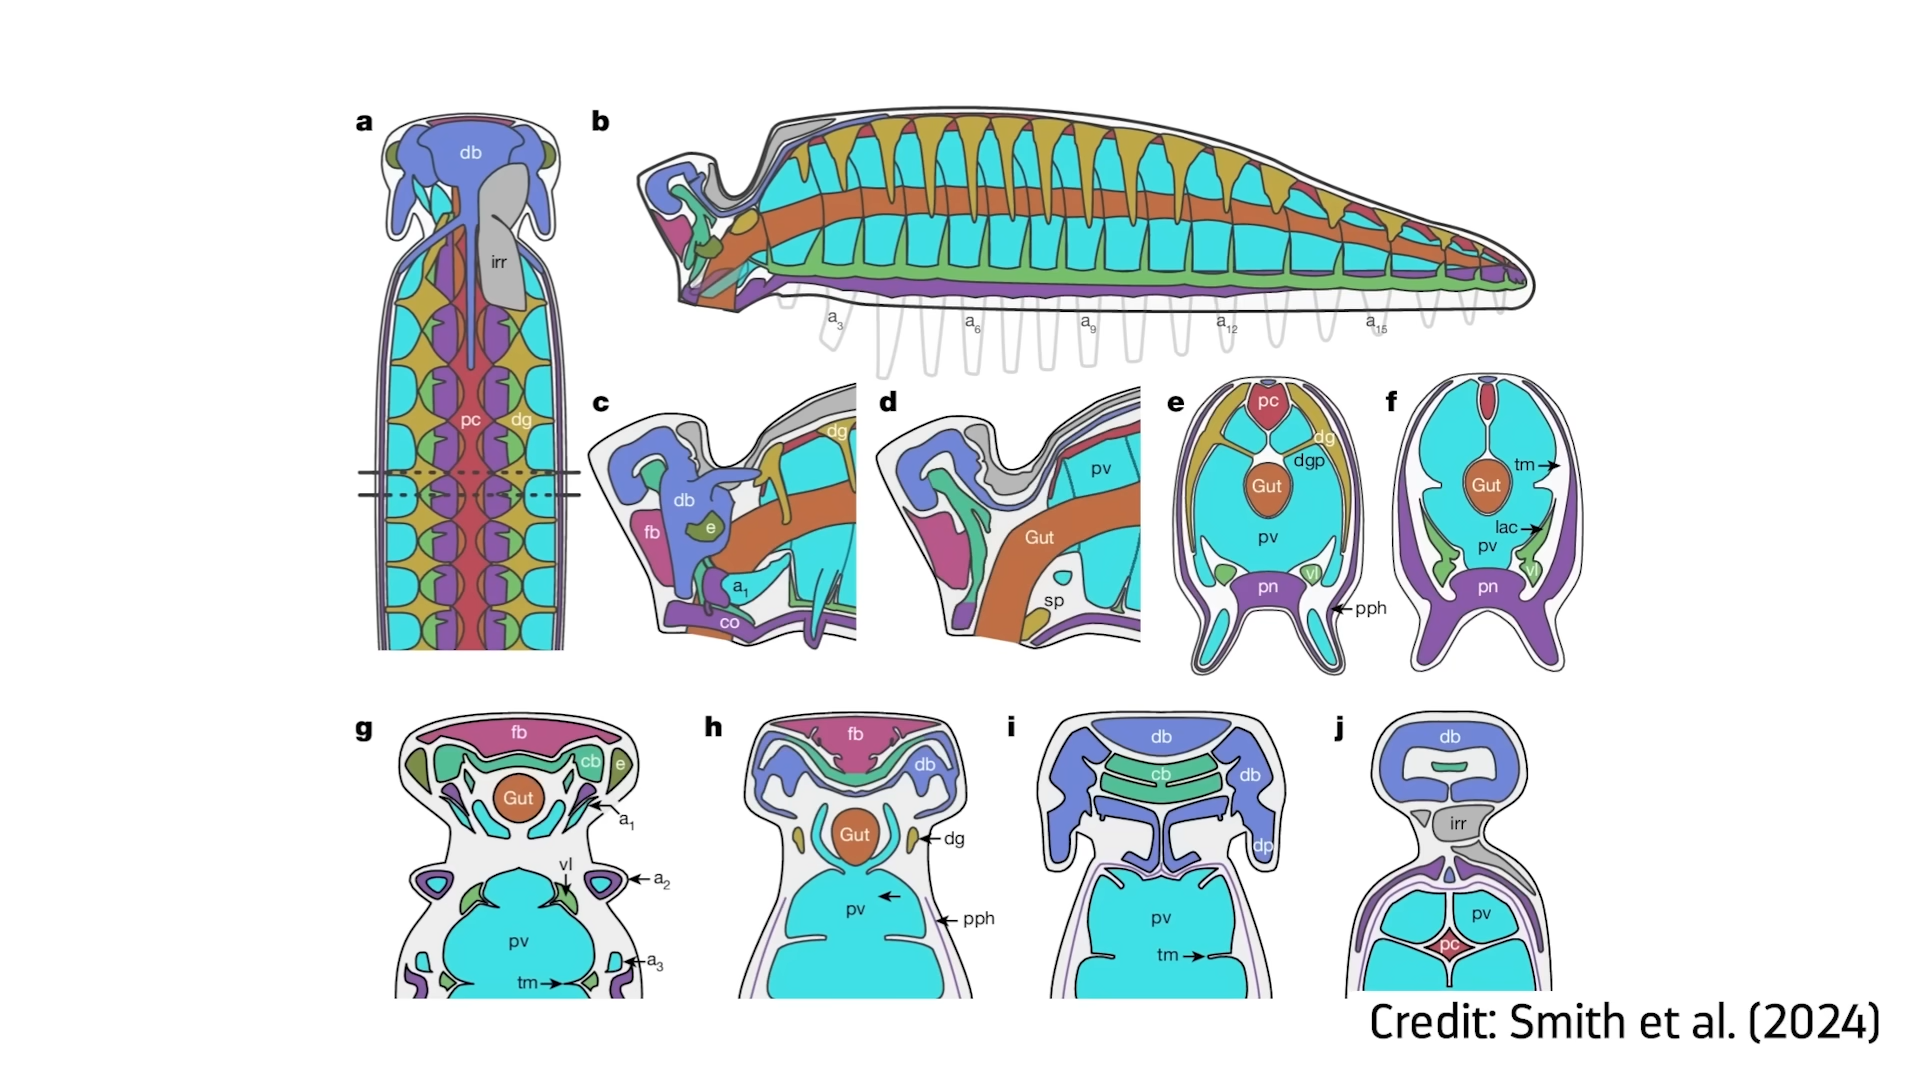 a
db
irr
pc
dg
b
a3
a6
a9
a12
a15
c
dg
db
fb
e
a1
co
d
pv
Gut
sp
e
pc
dg
dgp
Gut
pv
vl
pn
pph
f
tm
Gut
lac
pv
vl
pn
g
fb
cb
e
Gut
a1
vl
a2
pv
a3
tm
h
fb
db
Gut
dg
pv
pph
i
db
cb
db
dp
pv
tm
j
db
irr
pv
pc
Credit: Smith et al. (2024)